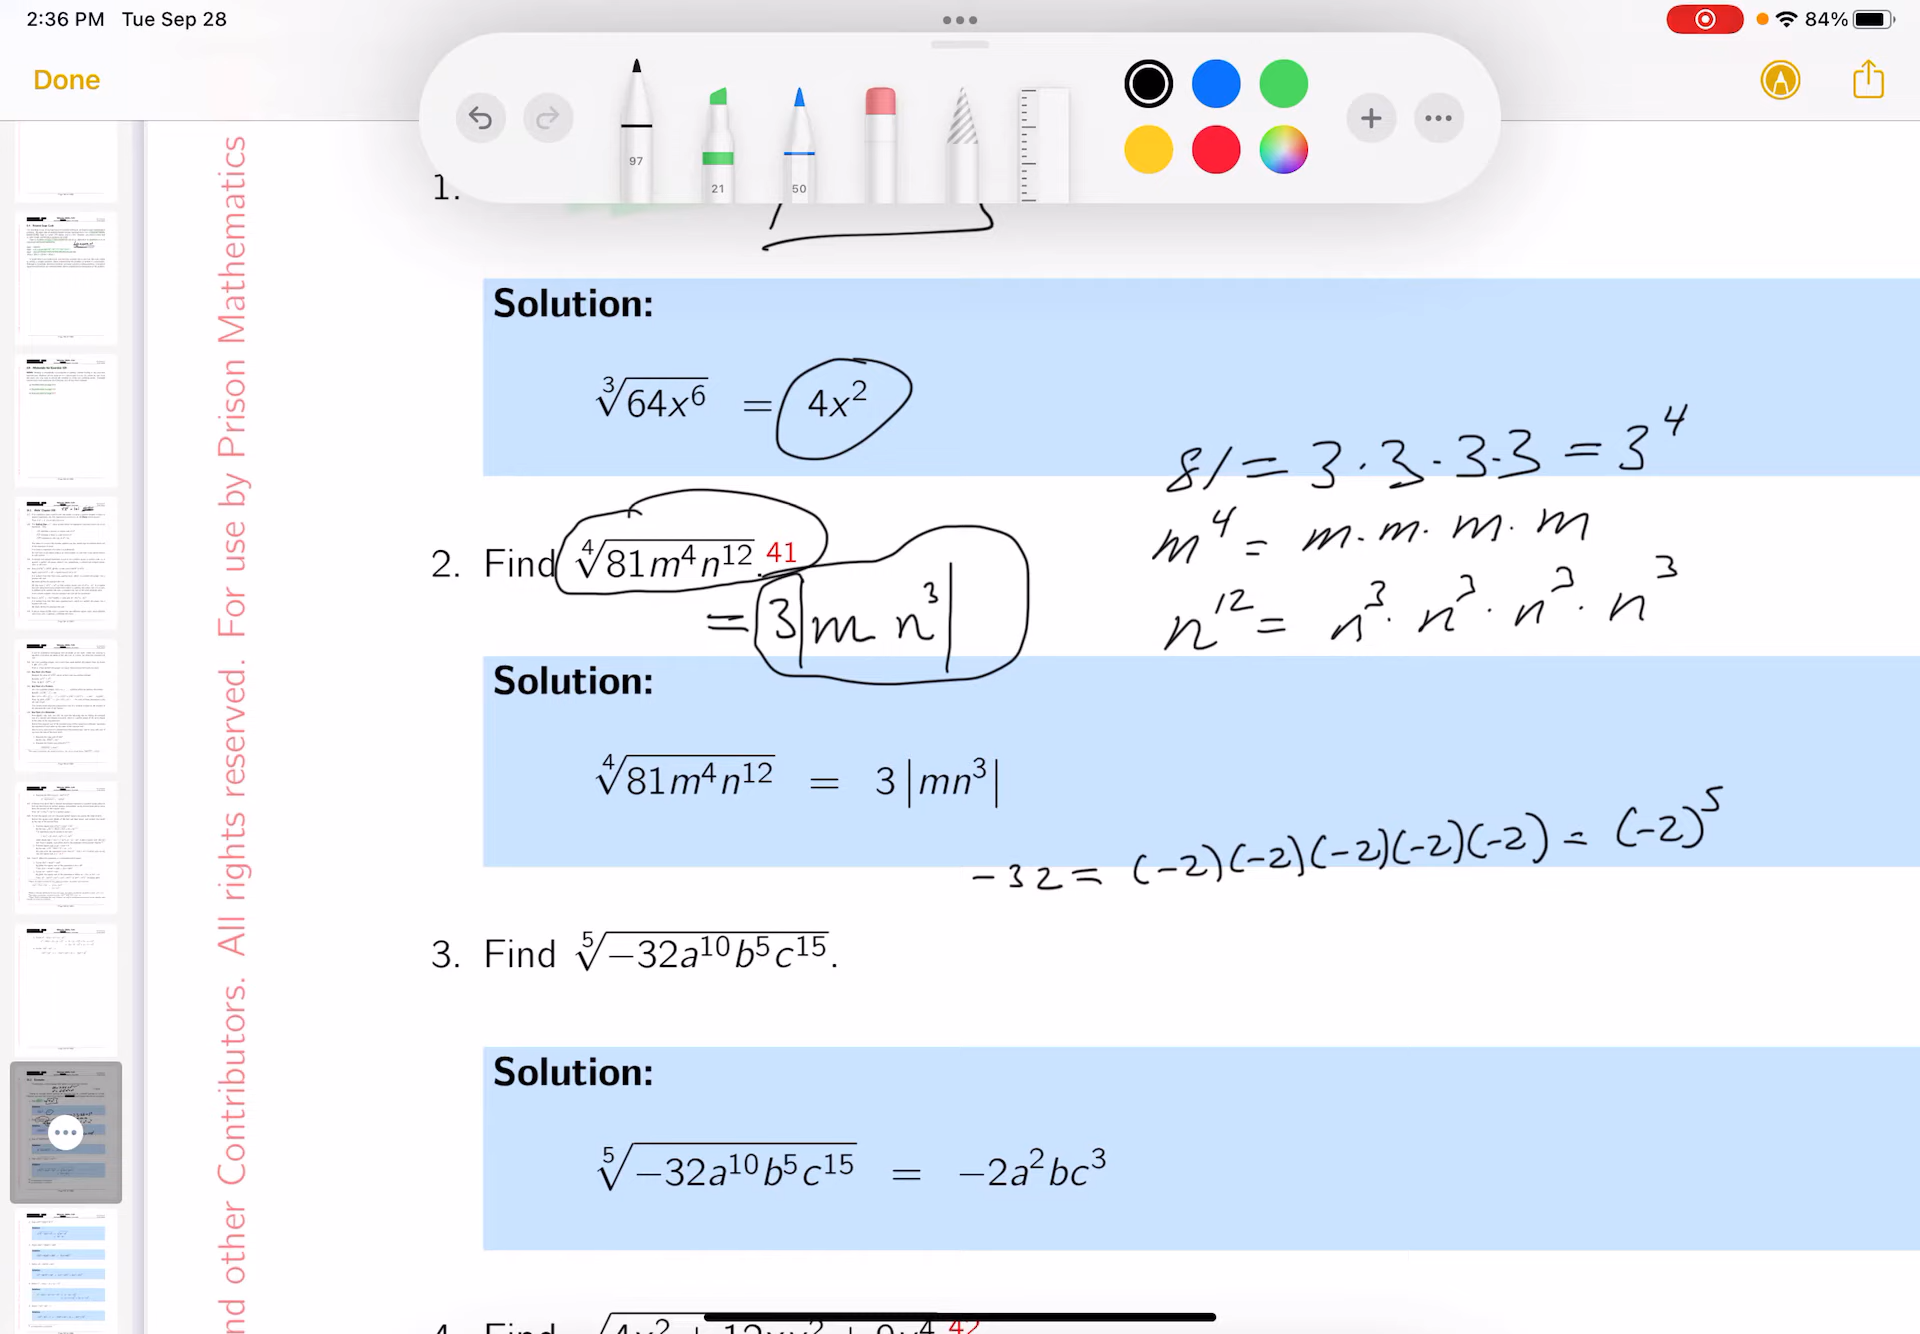 2:36 PM Tue Sep 28
84%
Done
97
21
50
nd other Contributors. All rights reserved. For use by Prison Mathematics
1.
Solution:
∛64x⁶ = 4x²
81 = 3·3·3·3 = 3⁴
m⁴ = m·m·m·m
n¹² = n³·n³·n³·n³
2. Find ∜81m⁴n¹². 41
= 3|m n³|
Solution:
∜81m⁴n¹² = 3|mn³|
-32 = (-2)(-2)(-2)(-2)(-2) = (-2)⁵
3. Find ⁵√−32a¹⁰b⁵c¹⁵.
Solution:
⁵√−32a¹⁰b⁵c¹⁵ = −2a²bc³
4. Find
42